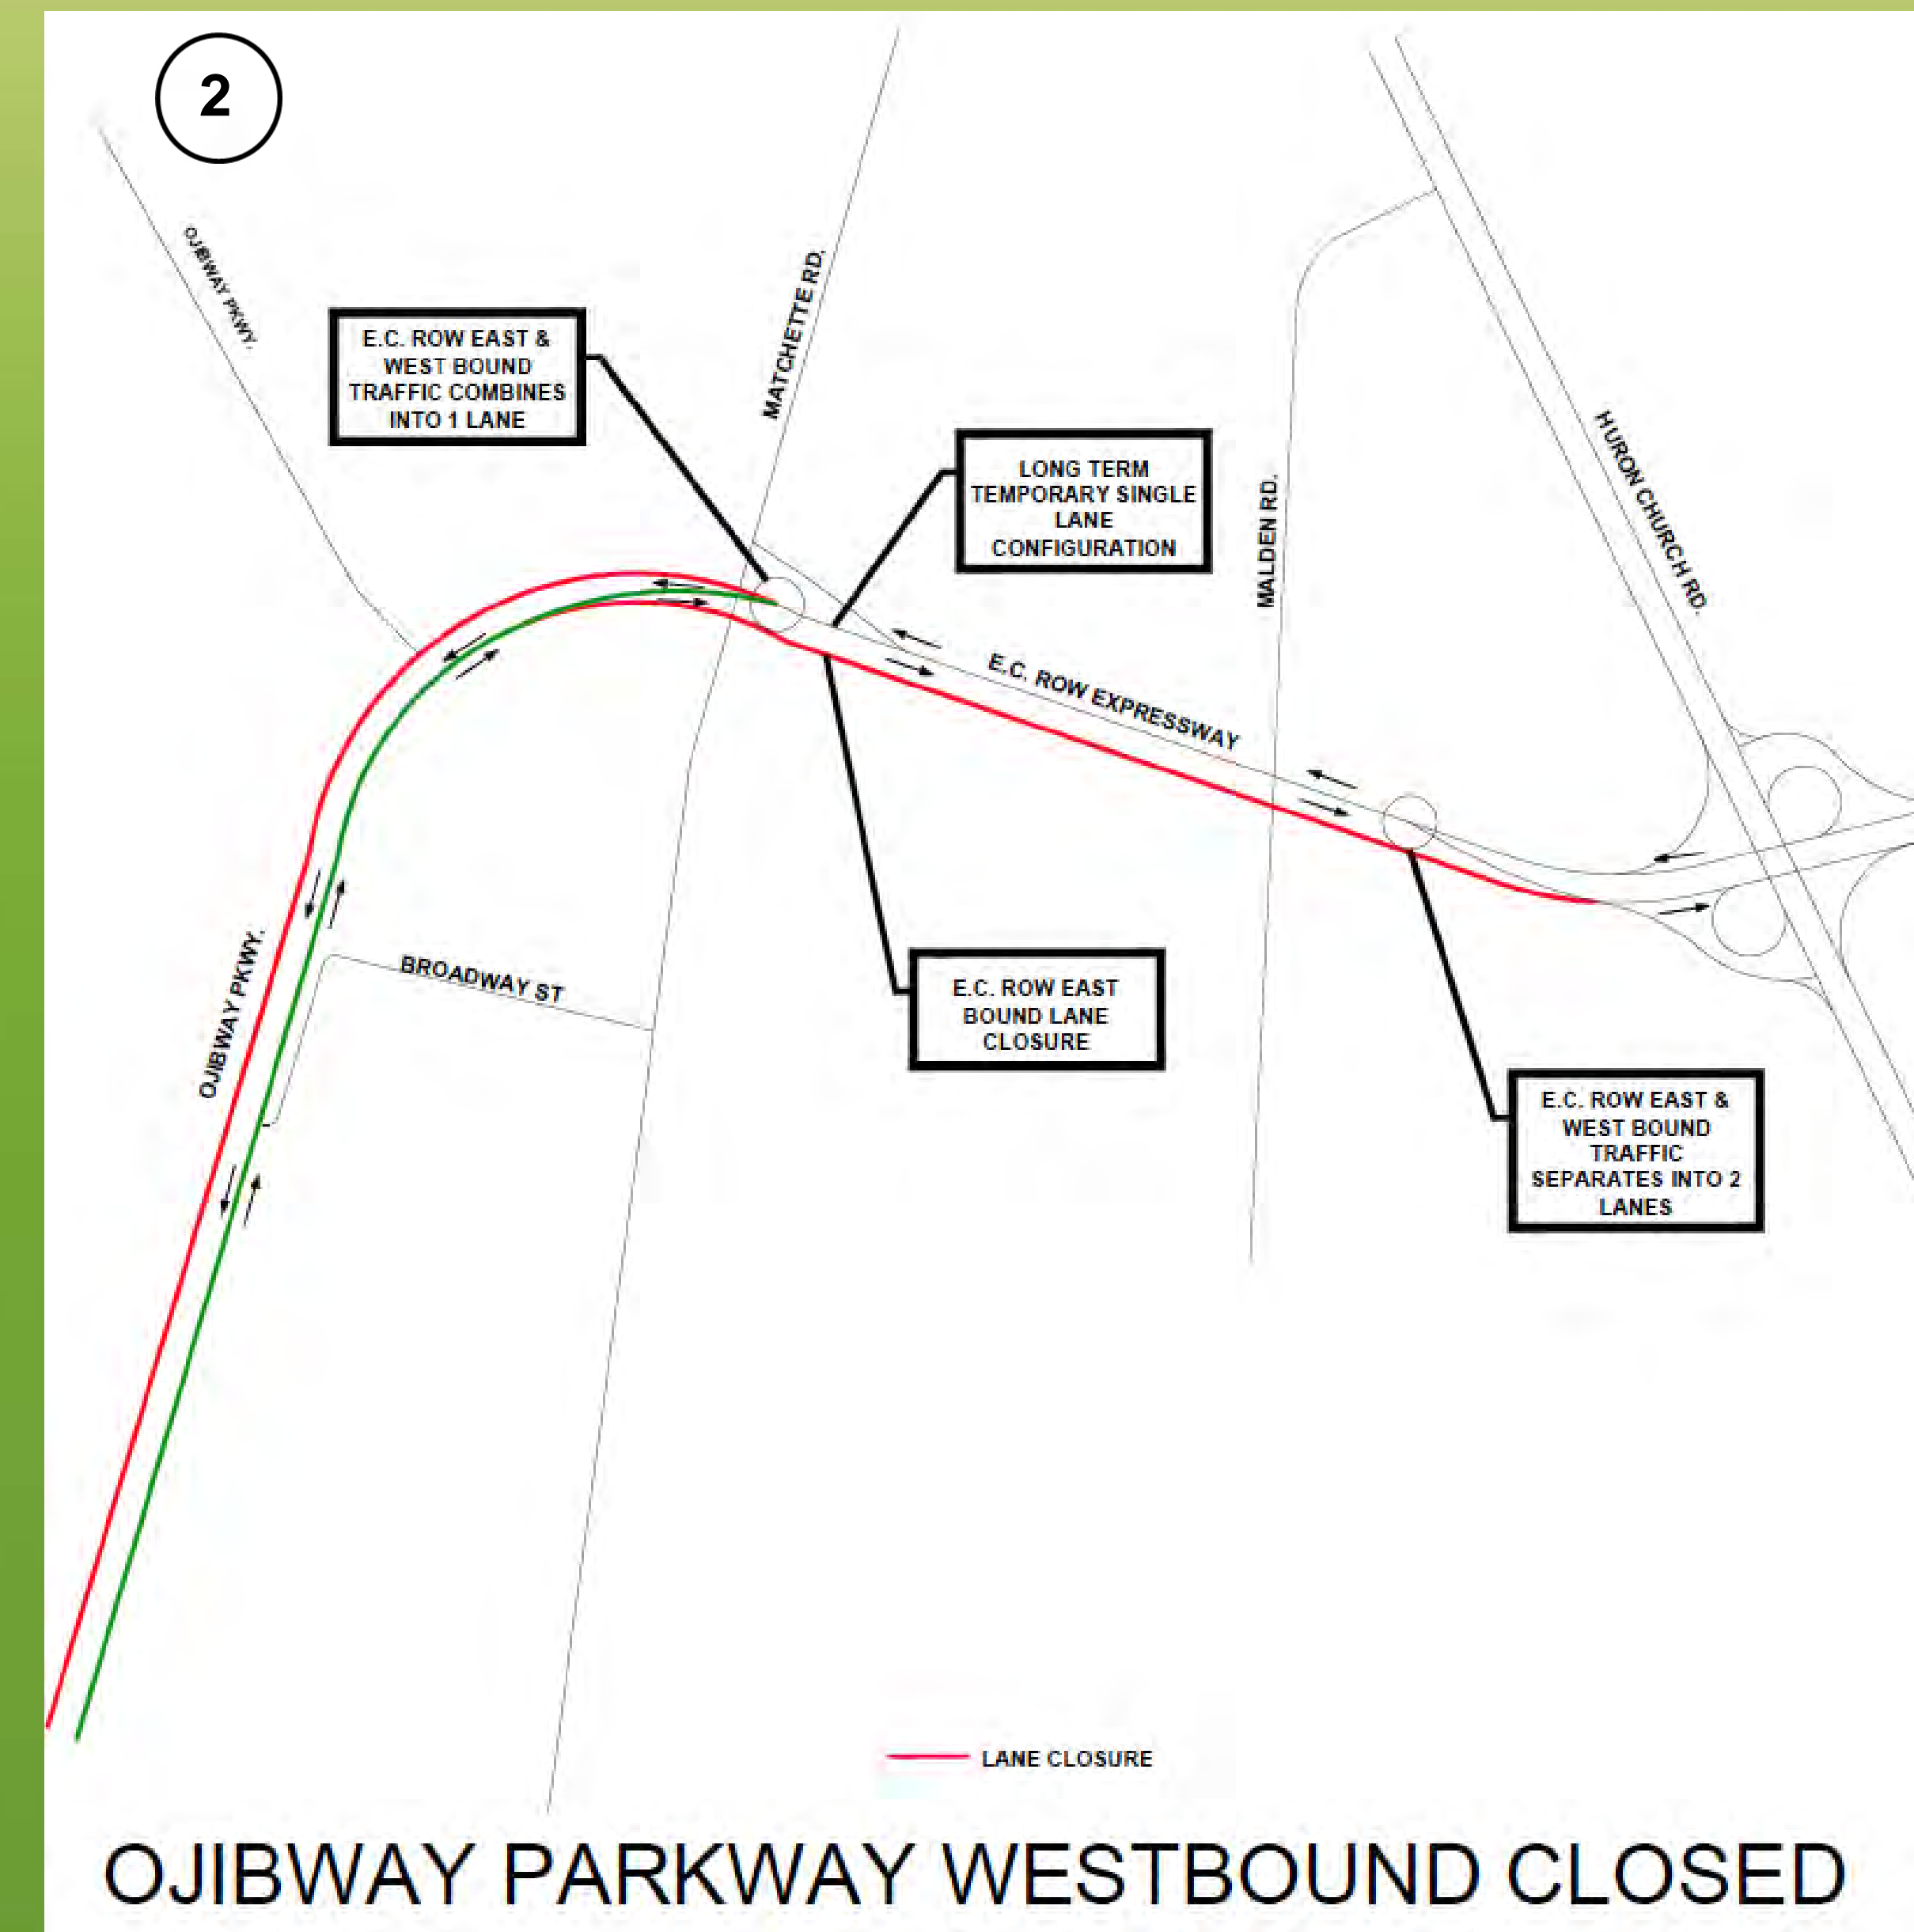 2
OJIBWAY PKWY.
E.C. ROW EAST &
WEST BOUND
TRAFFIC COMBINES
INTO 1 LANE
MATCHETTE RD.
LONG TERM
TEMPORARY SINGLE
LANE
CONFIGURATION
MALDEN RD.
HURON CHURCH RD.
E.C. ROW EXPRESSWAY
OJIBWAY PKWY.
BROADWAY ST
E.C. ROW EAST
BOUND LANE
CLOSURE
E.C. ROW EAST &
WEST BOUND
TRAFFIC
SEPARATES INTO 2
LANES
LANE CLOSURE
OJIBWAY PARKWAY WESTBOUND CLOSED